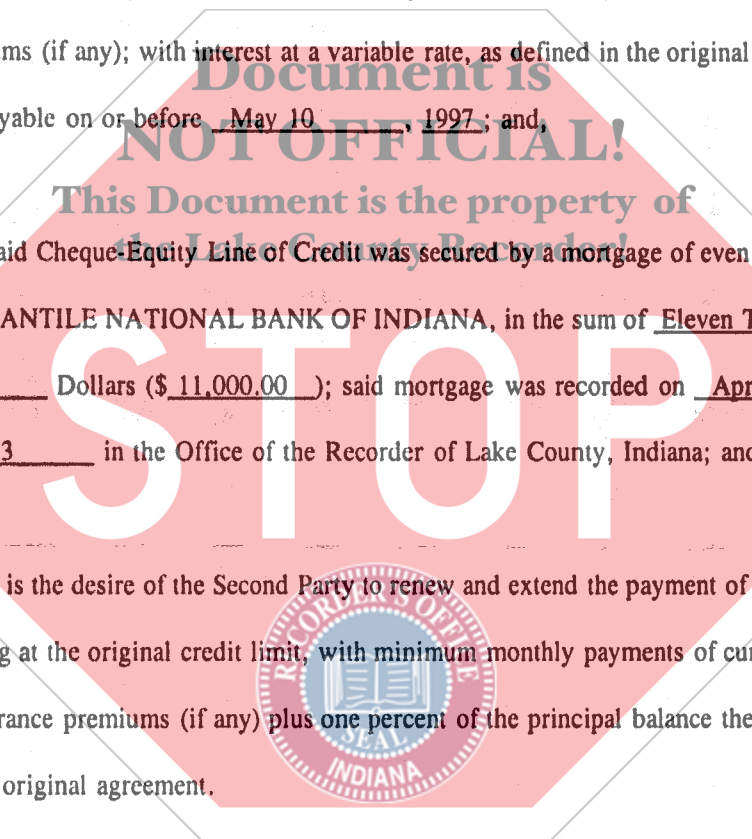 ms (if any); with interest at a variable rate, as defined in the original
Document is
yable on or before May 10, 1997; and,
NOT OFFICIAL!
This Document is the property of
the Lake County Recorder!
aid Cheque-Equity Line of Credit was secured by a mortgage of even
ANTILE NATIONAL BANK OF INDIANA, in the sum of Eleven T
Dollars ($ 11,000.00 ); said mortgage was recorded on Apr
3 in the Office of the Recorder of Lake County, Indiana; and
STOP
is the desire of the Second Party to renew and extend the payment of
g at the original credit limit, with minimum monthly payments of cu
rance premiums (if any) plus one percent of the principal balance the
original agreement.
RECORDER'S OFFICE
SEAL
INDIANA